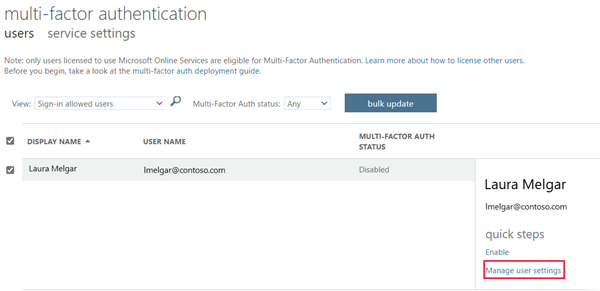 multi-factor authentication
users service settings
Note: only users licensed to use Microsoft Online Services are eligible for Multi-Factor Authentication. Learn more about how to license other users.
Before you begin, take a look at the multi-factor auth deployment guide.
View: Sign-in allowed users Multi-Factor Auth status: Any bulk update
DISPLAY NAME USER NAME MULTI-FACTOR AUTH
STATUS
Laura Melgar lmelgar@contoso.com Disabled
Laura Melgar
lmelgar@contoso.com
quick steps
Enable
Manage user settings